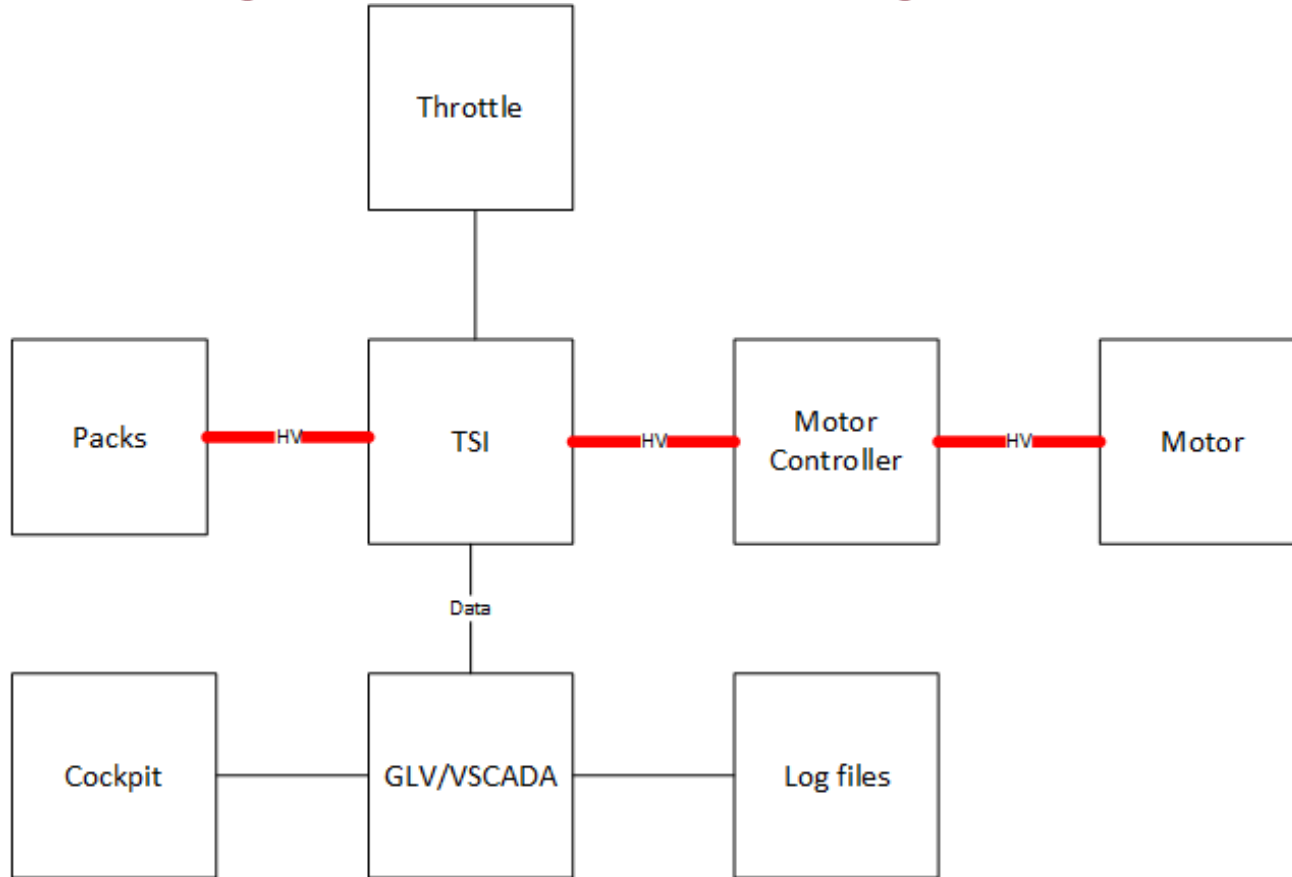 Throttle
Packs
HV
TSI
HV
Motor
Controller
HV
Motor
Data
Cockpit
GLV/VSCADA
Log files